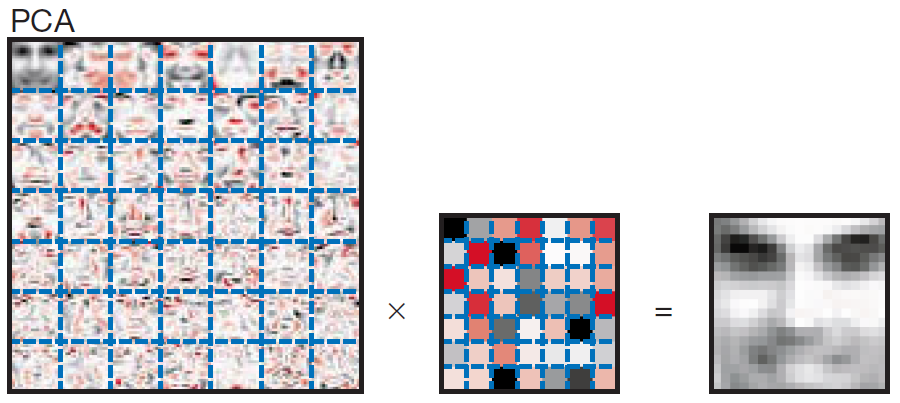 PCA
× =